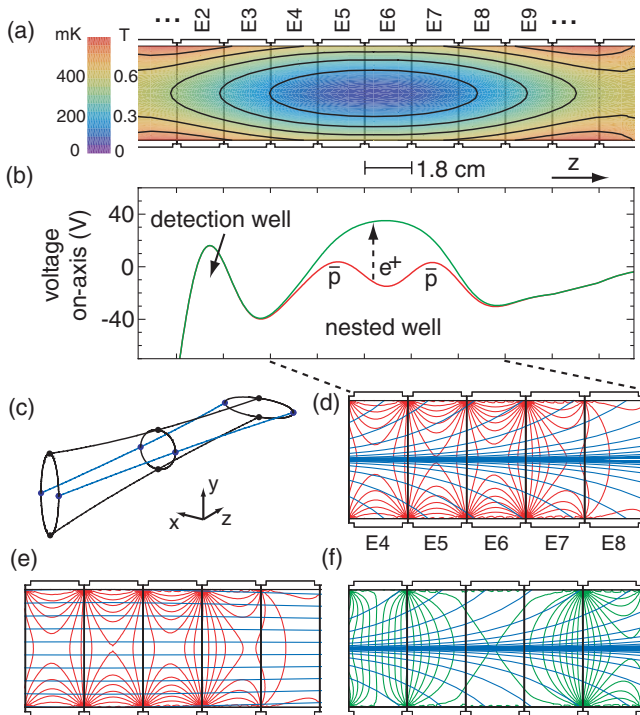 ... E2 E3 E4 E5 E6 E7 E8 E9 ...
(a)
mK T
400 0.6
200 0.3
0 0
1.8 cm
z
(b)
voltage
on-axis (V)
40
0
-40
detection well
p̅ e+ p̅
nested well
(c)
y
x z
(d)
E4 E5 E6 E7 E8
(e)
(f)